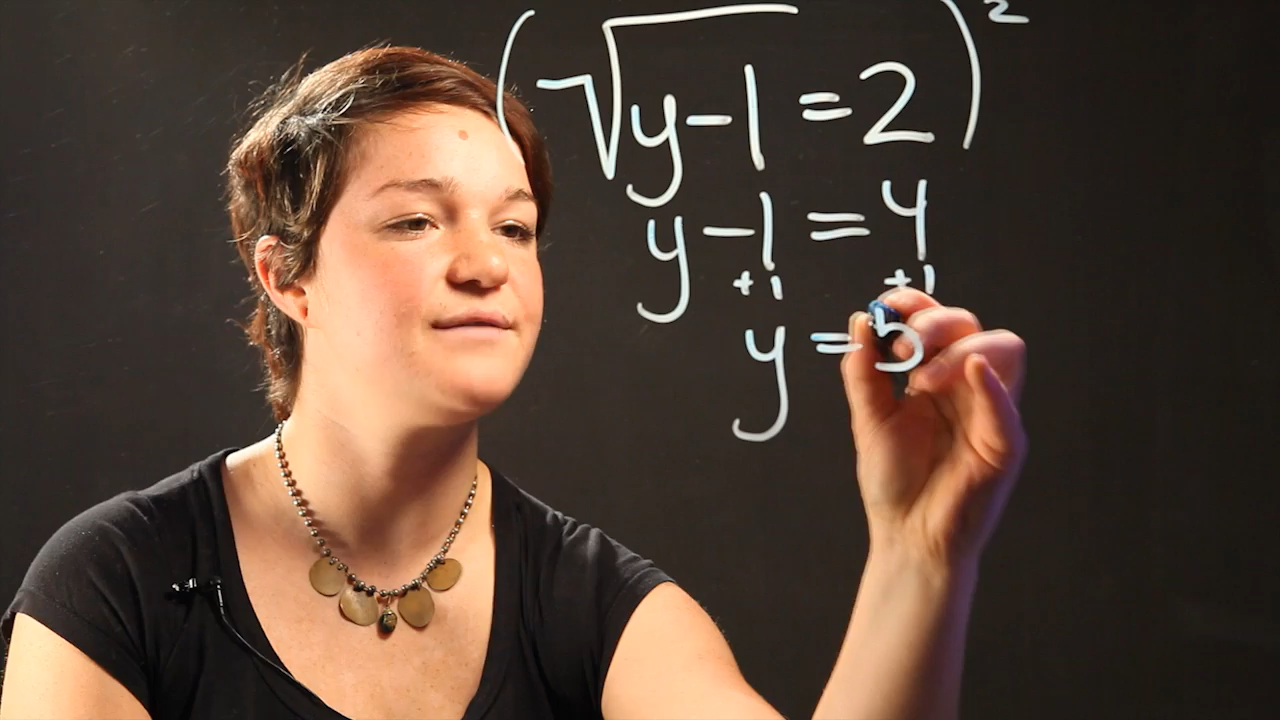 (√y-1 = 2)²
y-1 = 4
+1 +1
y = 5